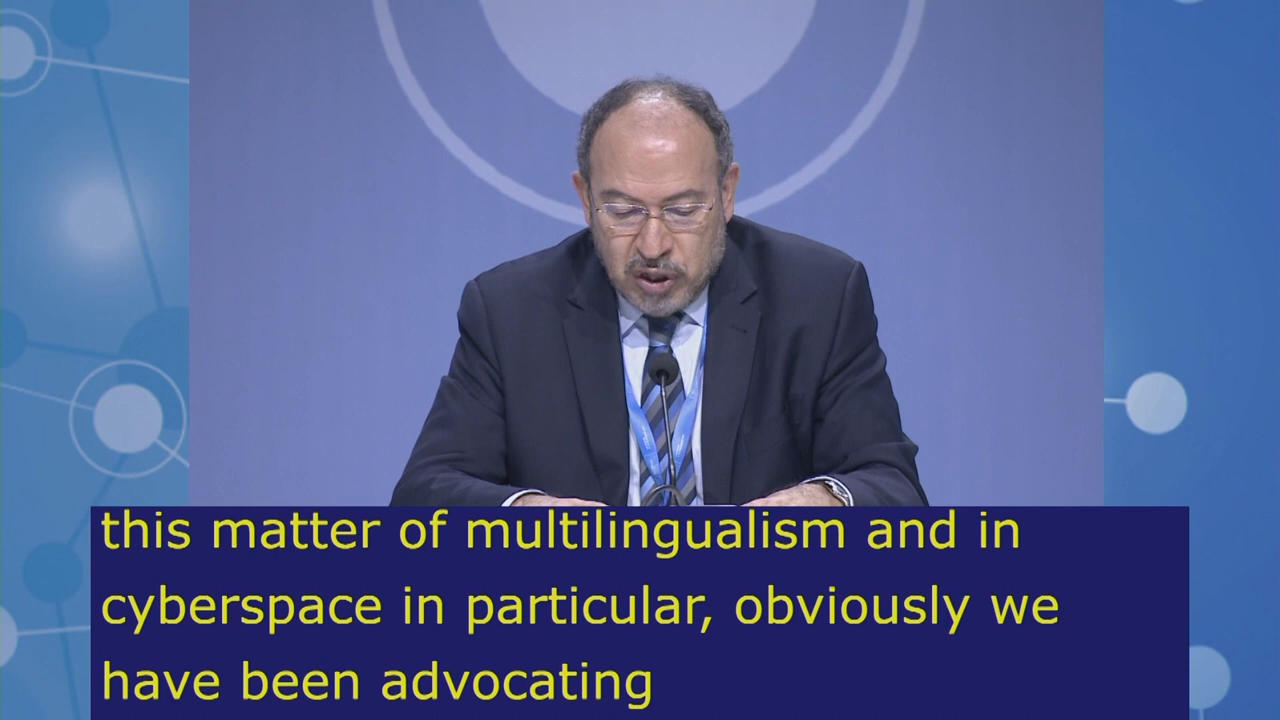 this matter of multilingualism and in
cyberspace in particular, obviously we
have been advocating